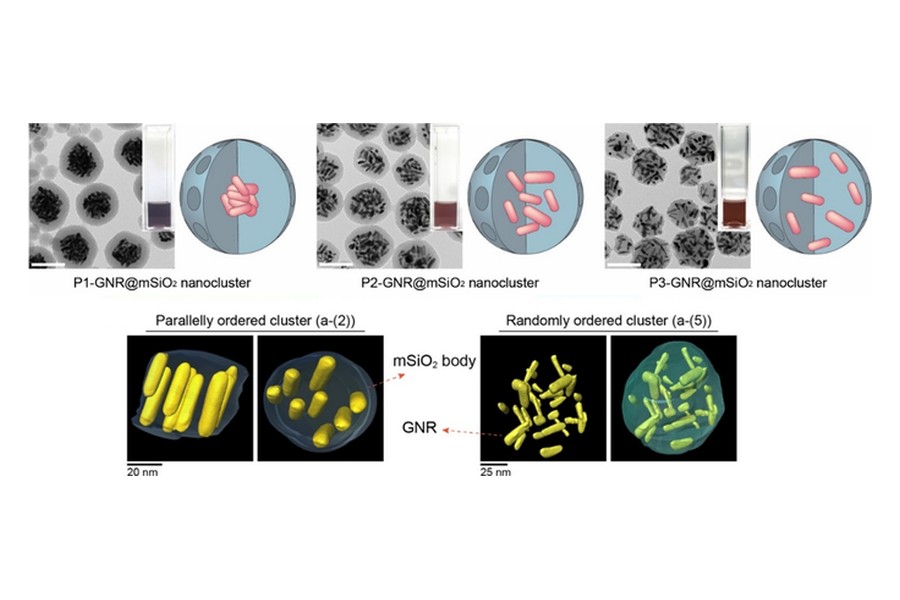 P1-GNR@mSiO₂ nanocluster
P2-GNR@mSiO₂ nanocluster
P3-GNR@mSiO₂ nanocluster
Parallelly ordered cluster (a-(2))
Randomly ordered cluster (a-(5))
mSiO₂ body
GNR
20 nm
25 nm